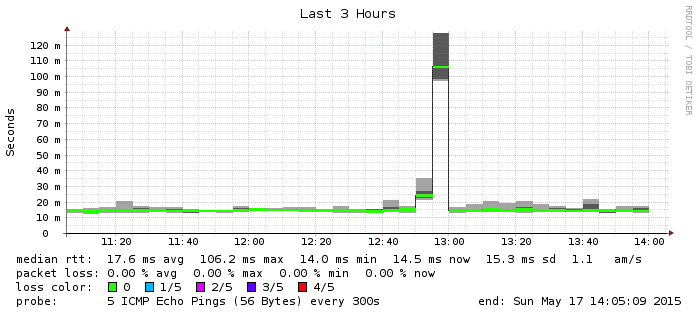 Last 3 Hours
RRDTOOL / TOBI OETIKER
Seconds
120 m
110 m
100 m
90 m
80 m
70 m
60 m
50 m
40 m
30 m
20 m
10 m
0
11:20 11:40 12:00 12:20 12:40 13:00 13:20 13:40 14:00
median rtt: 17.6 ms avg 106.2 ms max 14.0 ms min 14.5 ms now 15.3 ms sd 1.1 am/s
packet loss: 0.00 % avg 0.00 % max 0.00 % min 0.00 % now
loss color: 0 1/5 2/5 3/5 4/5
probe: 5 ICMP Echo Pings (56 Bytes) every 300s end: Sun May 17 14:05:09 2015